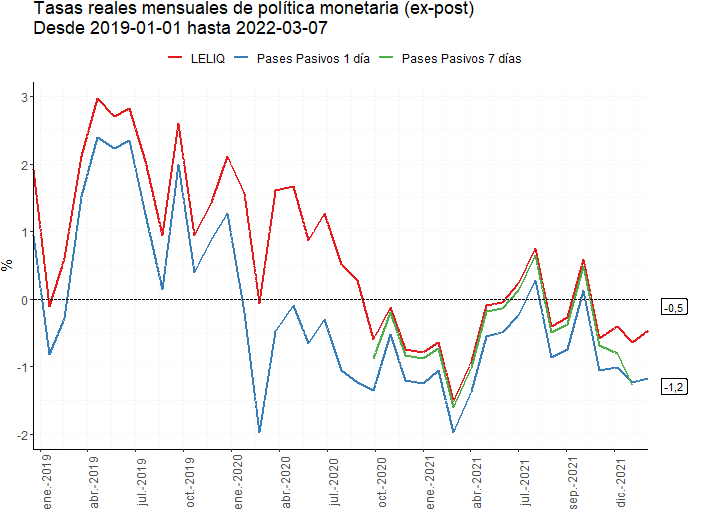 Tasas reales mensuales de política monetaria (ex-post)
Desde 2019-01-01 hasta 2022-03-07
LELIQ Pases Pasivos 1 día Pases Pasivos 7 días
%
3
2
1
0
-1
-2
-0,5
-1,2
ene.-2019
abr.-2019
jul.-2019
oct.-2019
ene.-2020
abr.-2020
jul.-2020
oct.-2020
ene.-2021
abr.-2021
jul.-2021
sep.-2021
dic.-2021